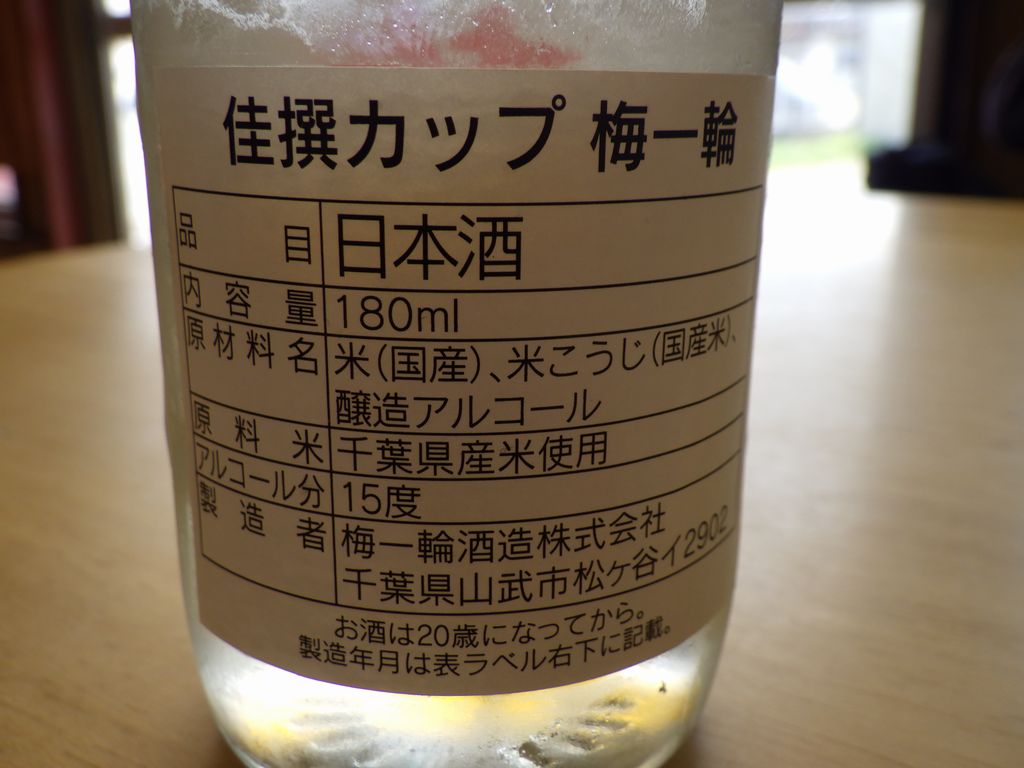 佳撰カップ 梅一輪
品目 日本酒
内容量 180ml
原材料名 米(国産)、米こうじ(国産米)、
醸造アルコール
原料米 千葉県産米使用
アルコール分 15度
製造者 梅一輪酒造株式会社
千葉県山武市松ヶ谷イ2902
お酒は20歳になってから。
製造年月は表ラベル右下に記載。